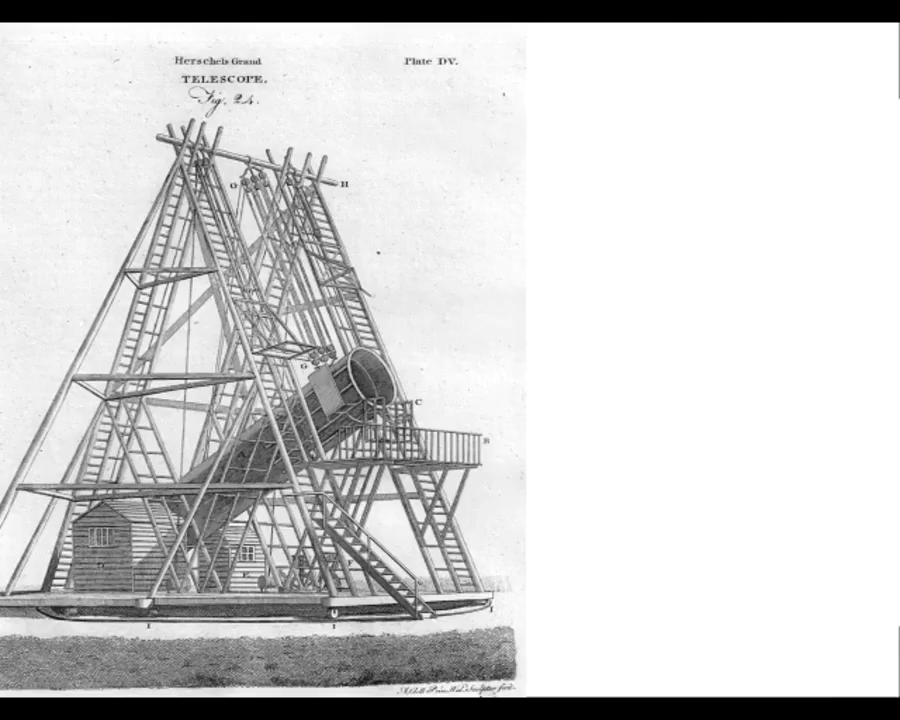 Herschels Grand
Plate DV.
TELESCOPE.
Fig. 24.
G
H
G
C
B
A
D
E
I
I
I